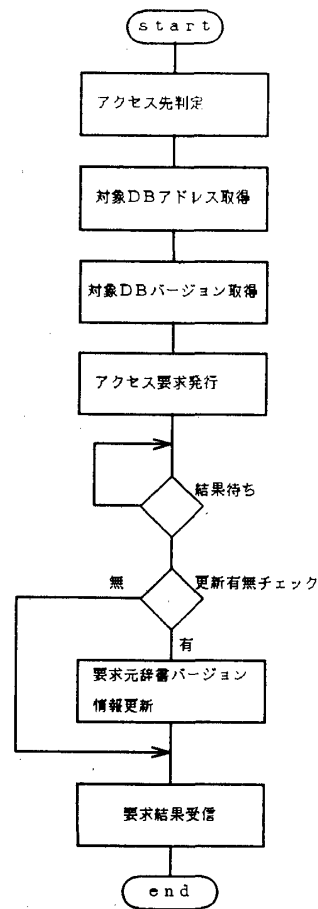 start
アクセス先判定
対象DBアドレス取得
対象DBバージョン取得
アクセス要求発行
結果待ち
無
更新有無チェック
有
要求元辞書バージョン
情報更新
要求結果受信
end